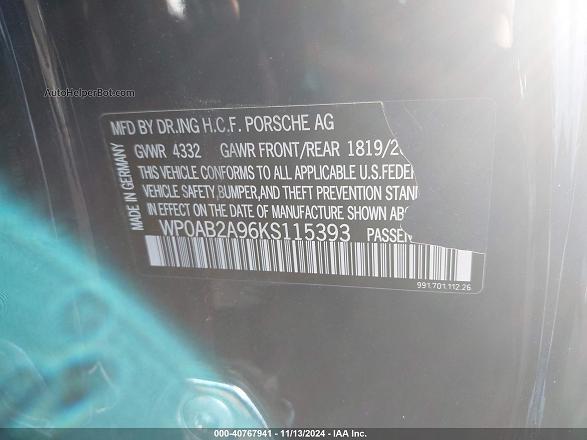 AutoHelperBot.com
MFD BY DR.ING H.C.F. PORSCHE AG
GVWR 4332 GAWR FRONT/REAR 1819/2
THIS VEHICLE CONFORMS TO ALL APPLICABLE U.S.FEDE
VEHICLE SAFETY,BUMPER,AND THEFT PREVENTION STAN
IN EFFECT ON THE DATE OF MANUFACTURE SHOWN AB
WP0AB2A96KS115393 PASSEN
MADE IN GERMANY
991.701.112.26
000-40767941 - 11/13/2024 - IAA Inc.